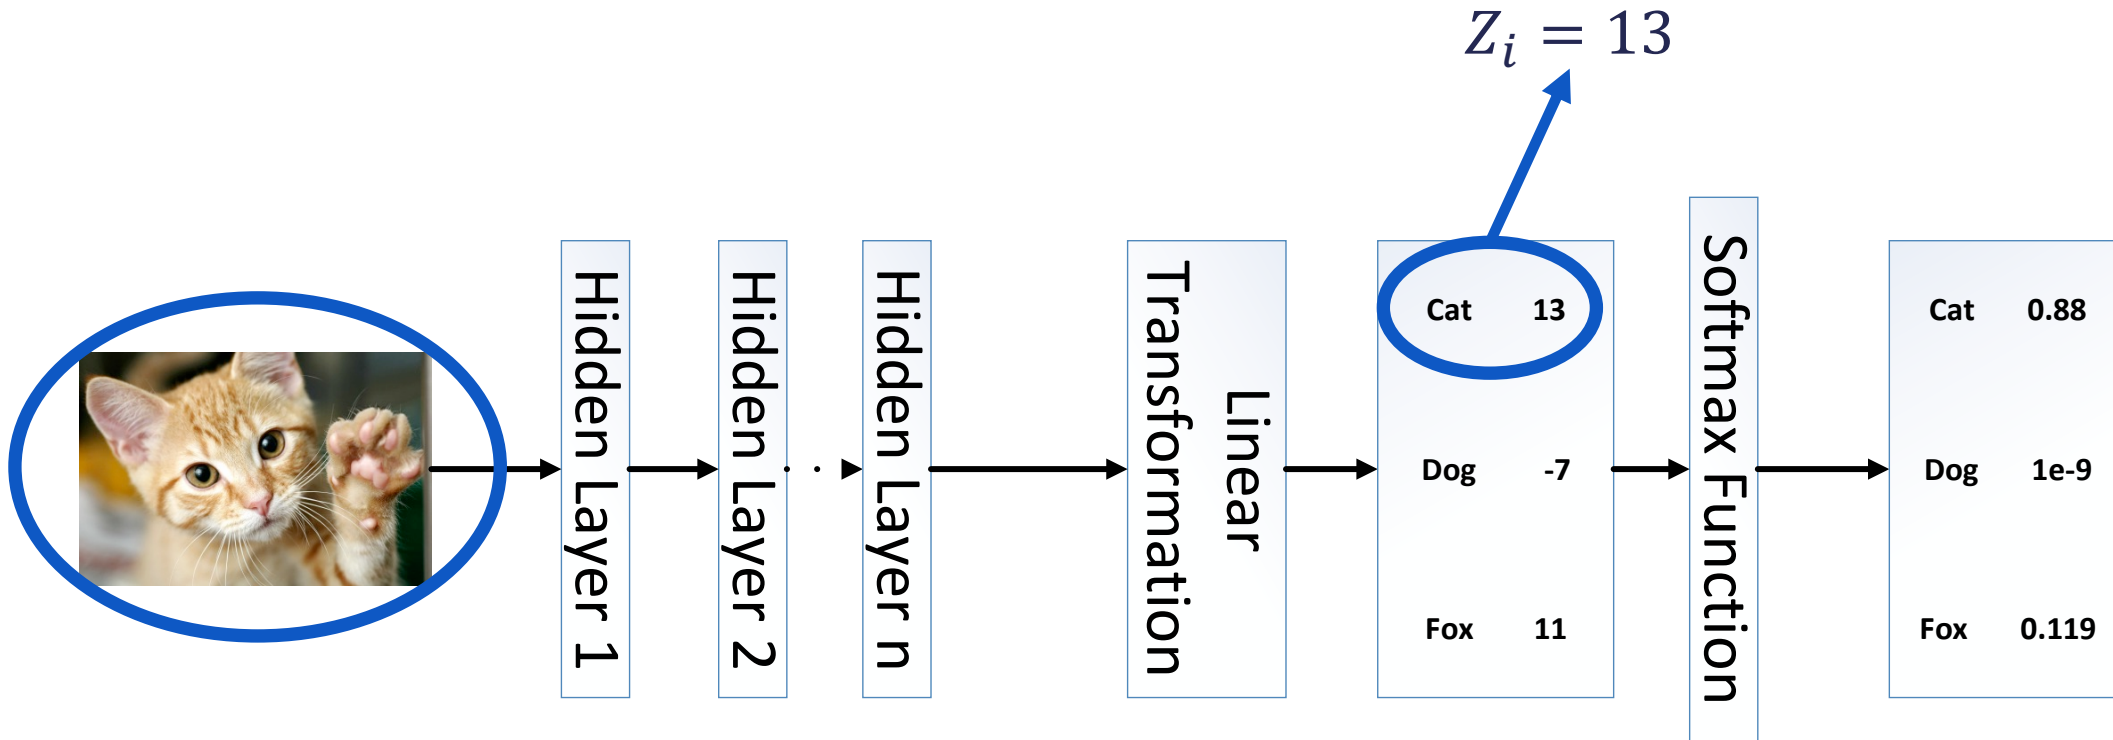 Z_i = 13
Hidden Layer 1
Hidden Layer 2
. .
Hidden Layer n
Linear
Transformation
Cat 13
Dog -7
Fox 11
Softmax Function
Cat 0.88
Dog 1e-9
Fox 0.119